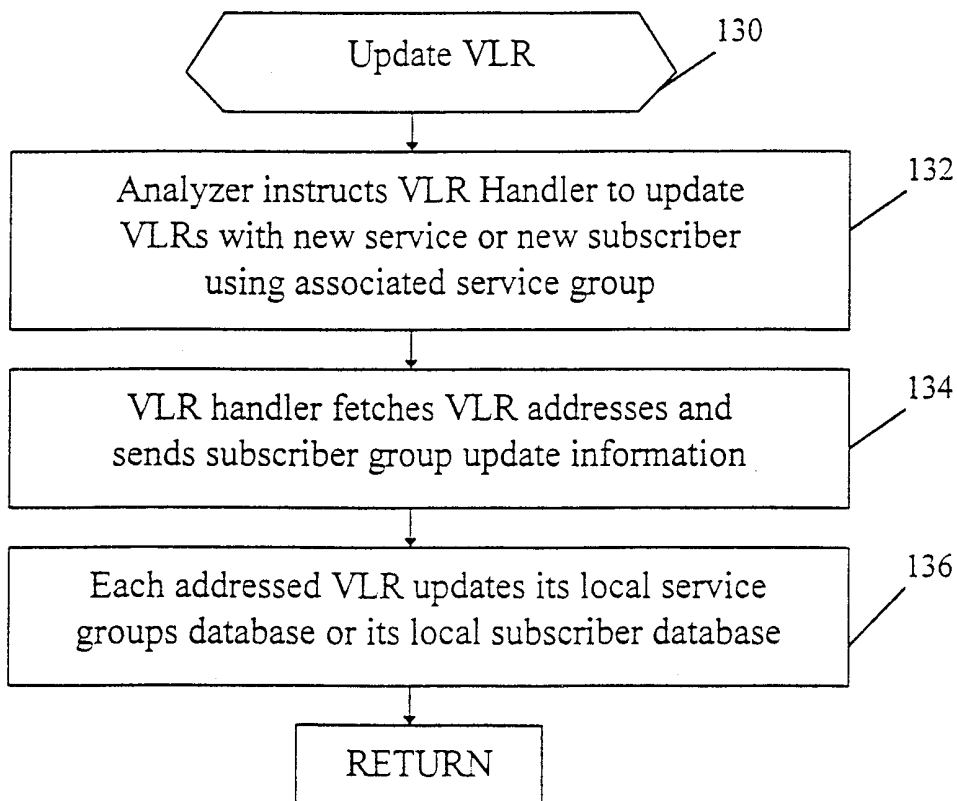 Update VLR
130
Analyzer instructs VLR Handler to update
VLRs with new service or new subscriber
using associated service group
132
VLR handler fetches VLR addresses and
sends subscriber group update information
134
Each addressed VLR updates its local service
groups database or its local subscriber database
136
RETURN